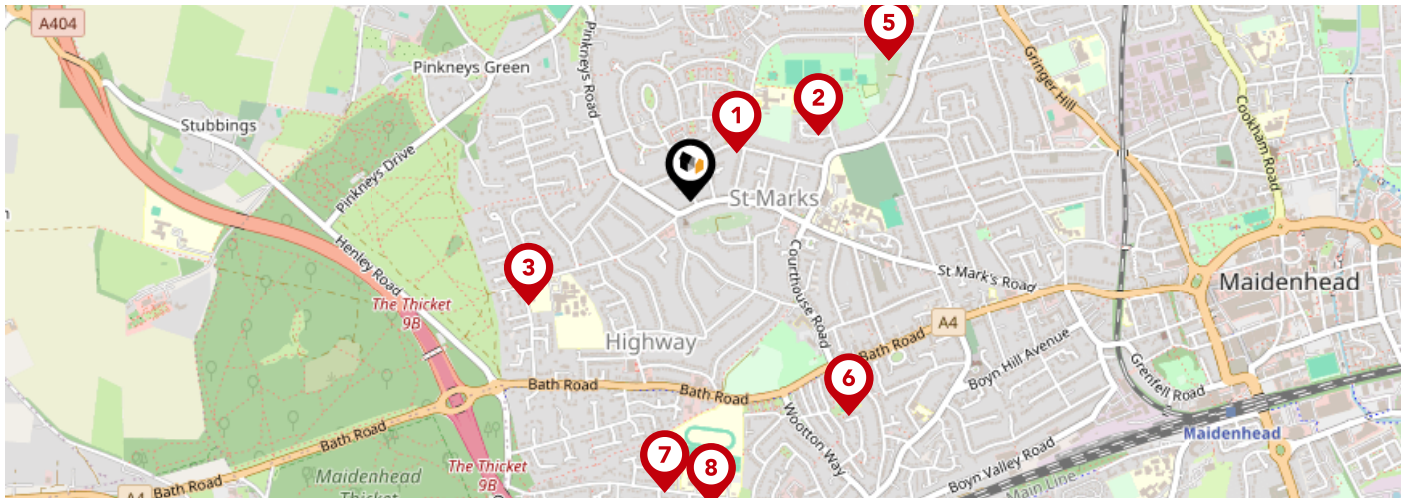 A404
5
Pinkneys Road
Pinkneys Green
Gringer Hill
2
Cookham Road
1
Stubbings
Pinkneys Drive
St Marks
n
Henley Road
3
Courthouse Road
St Mark's Road
Maidenhead
The Thicket
9B
A4
Highway
Bath Road
Boyn Hill Avenue
6
Grenfell Road
Bath Road
Bath Road
Wootton Way
Bath Road
Maidenhead
7
8
The Thicket
9B
Boyn Valley Road
Maidenhead
Thicket
Main Line
A4
Bath Road